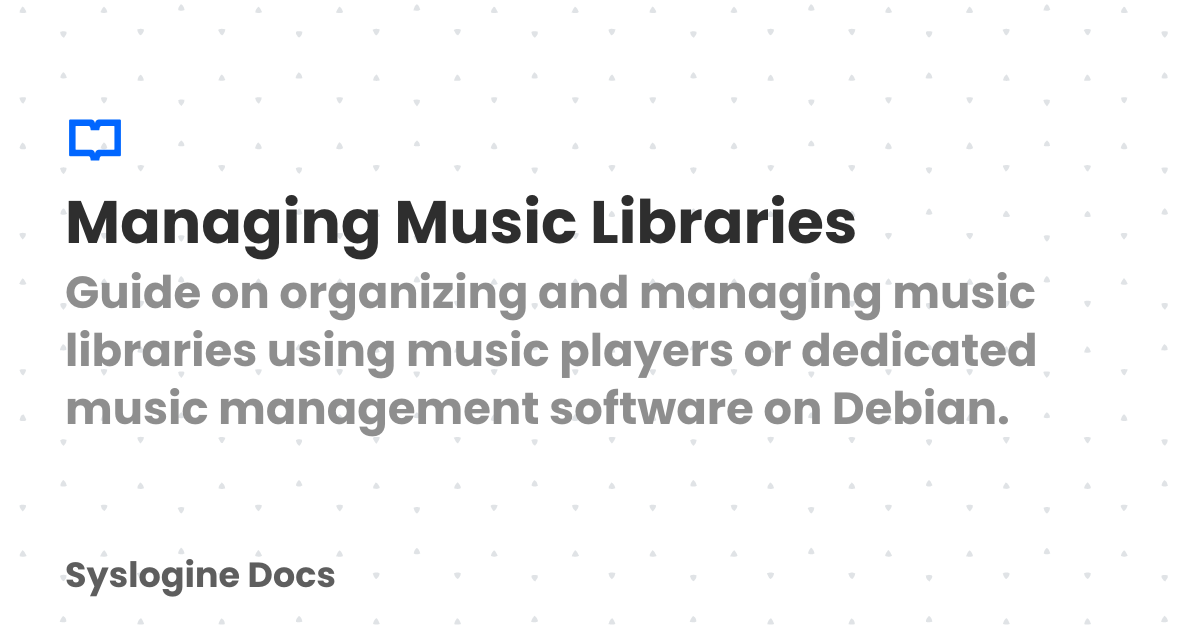 Managing Music Libraries
Guide on organizing and managing music
libraries using music players or dedicated
music management software on Debian.
Syslogine Docs